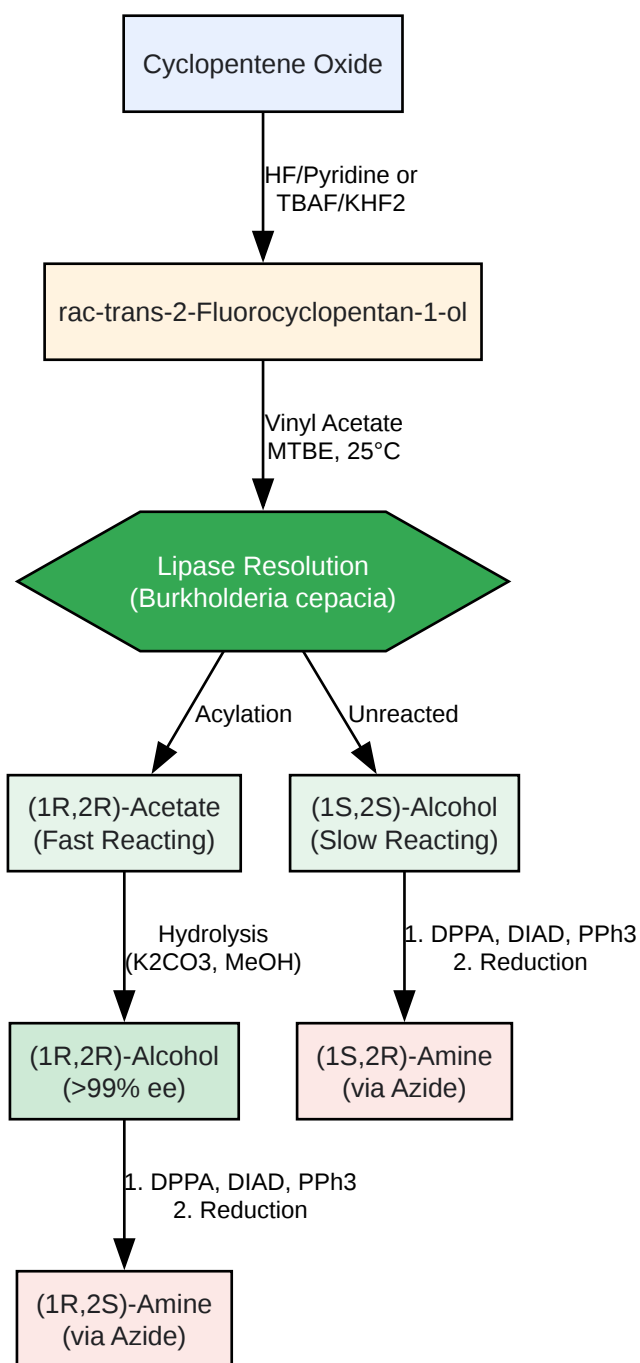 Cyclopentene Oxide
HF/Pyridine or
TBAF/KHF2
rac-trans-2-Fluorocyclopentan-1-ol
Vinyl Acetate
MTBE, 25°C
Lipase Resolution
(Burkholderia cepacia)
Acylation
Unreacted
(1R,2R)-Acetate
(Fast Reacting)
(1S,2S)-Alcohol
(Slow Reacting)
Hydrolysis
(K2CO3, MeOH)
1. DPPA, DIAD, PPh3
2. Reduction
(1R,2R)-Alcohol
(>99% ee)
(1S,2R)-Amine
(via Azide)
1. DPPA, DIAD, PPh3
2. Reduction
(1R,2S)-Amine
(via Azide)